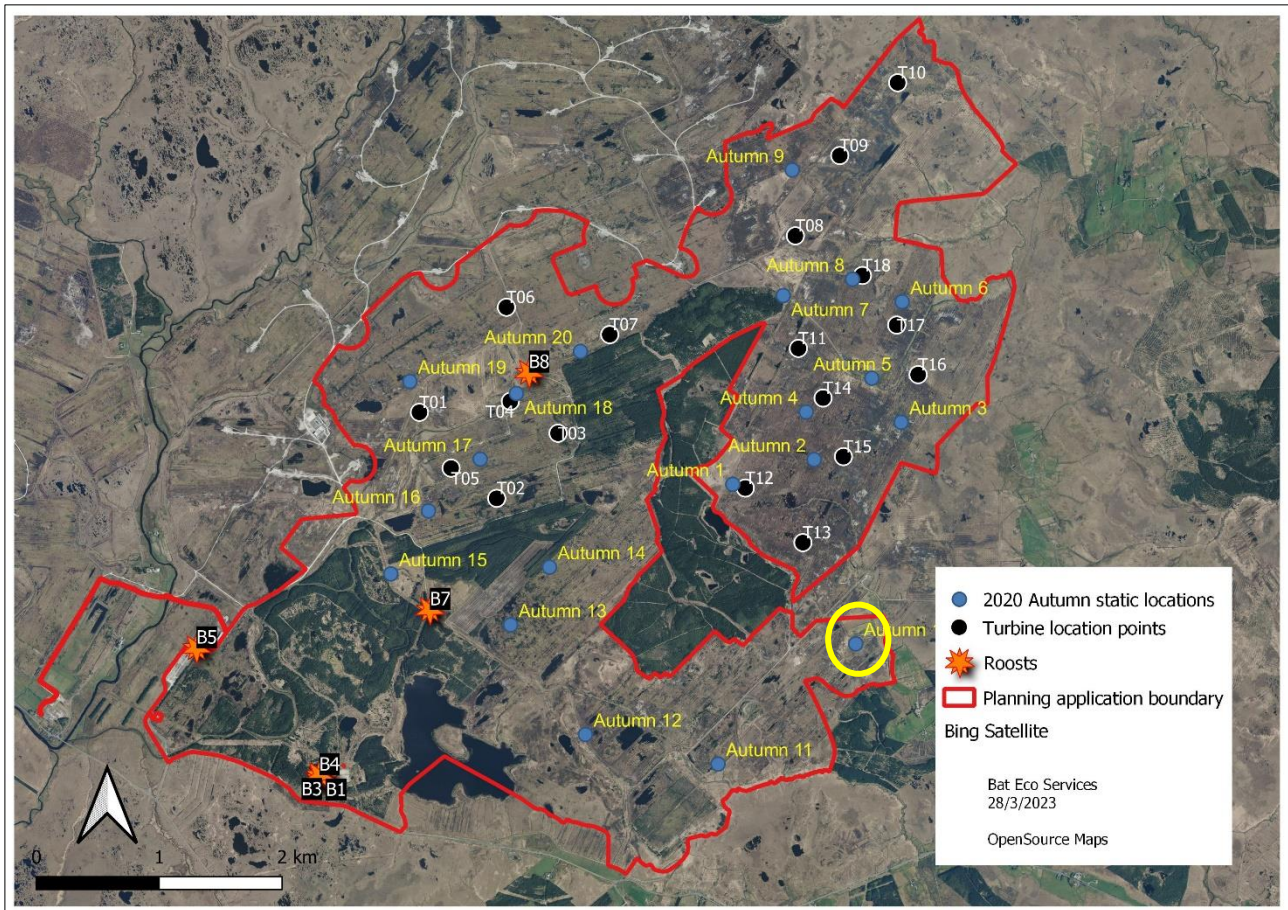 T10
T09
Autumn 9
T08
Autumn 8
T18
Autumn 6
Autumn 7
T17
T06
T07
Autumn 20
T11
B8
Autumn 5
T16
Autumn 19
T14
T01
T04
Autumn 18
Autumn 4
Autumn 3
T03
Autumn 17
T05
Autumn 2
T15
Autumn 1
T12
T02
Autumn 16
T13
Autumn 15
Autumn 14
B7
Autumn 13
B5
Autumn
Autumn 12
Autumn 11
B4
B3 B1
0 1 2 km
2020 Autumn static locations
Turbine location points
Roosts
Planning application boundary
Bing Satellite
Bat Eco Services
28/3/2023
OpenSource Maps